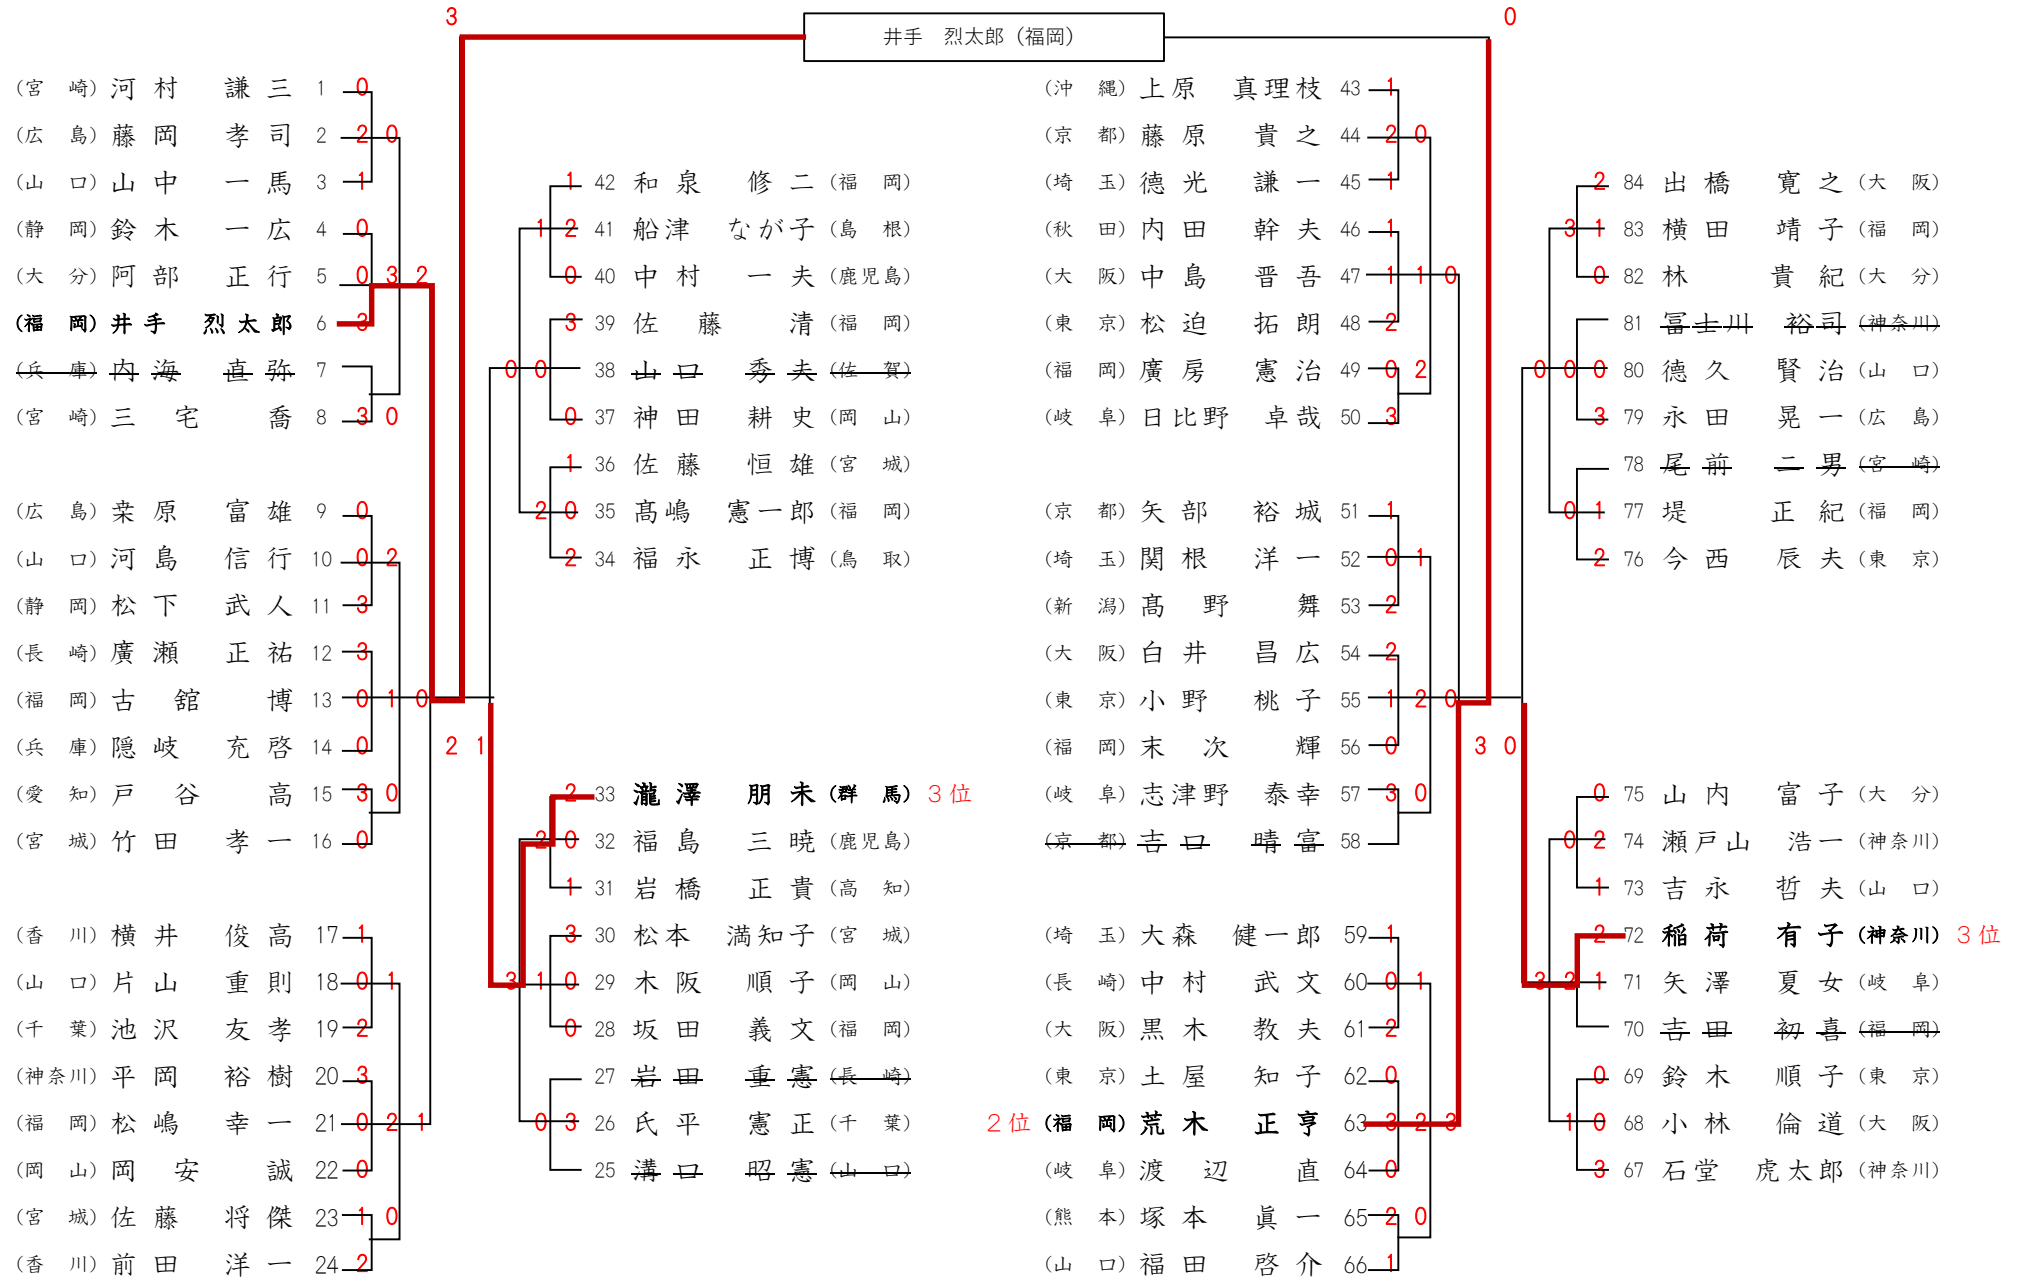 3
0
井手 烈太郎（福岡）
（宮 崎）河村 謙三 1 0
（広 島）藤岡 孝司 2 2 0
（山 口）山中 一馬 3 1
（静 岡）鈴木 一広 4 0
（大 分）阿部 正行 5 0 3 2
（福 岡）井手 烈太郎 6 3
（兵 庫）内海 直弥 7
（宮 崎）三宅 喬 8 3 0
（広 島）桒原 富雄 9 0
（山 口）河島 信行 10 0 2
（静 岡）松下 武人 11 3
（長 崎）廣瀬 正祐 12 3
（福 岡）古舘 博 13 0 1 0
（兵 庫）隠岐 充啓 14 0
2 1
（愛 知）戸谷 高 15 3 0
（宮 城）竹田 孝一 16 0
（香 川）横井 俊高 17 1
（山 口）片山 重則 18 0 1
（千 葉）池沢 友孝 19 2
（神奈川）平岡 裕樹 20 3
（福 岡）松嶋 幸一 21 0 2 1
（岡 山）岡安 誠 22 0
（宮 城）佐藤 将傑 23 1 0
（香 川）前田 洋一 24 2
1 42 和泉 修二（福 岡）
1 2 41 船津 なが子（島 根）
0 40 中村 一夫（鹿児島）
3 39 佐藤 清（福 岡）
0 0 38 山口 秀夫（佐 賀）
0 37 神田 耕史（岡 山）
1 36 佐藤 恒雄（宮 城）
2 0 35 髙嶋 憲一郎（福 岡）
2 34 福永 正博（鳥 取）
2 33 瀧澤 朋未（群 馬）3位
2 0 32 福島 三暁（鹿児島）
1 31 岩橋 正貴（高 知）
3 30 松本 満知子（宮 城）
3 1 0 29 木阪 順子（岡 山）
0 28 坂田 義文（福 岡）
27 岩田 重憲（長 崎）
0 3 26 氏平 憲正（千 葉）
25 溝口 昭憲（山 口）
（沖 縄）上原 真理枝 43 1
（京 都）藤原 貴之 44 2 0
（埼 玉）德光 謙一 45 1
（秋 田）内田 幹夫 46 1
（大 阪）中島 晋吾 47 1 1 0
（東 京）松迫 拓朗 48 2
（福 岡）廣房 憲治 49 0 2
（岐 阜）日比野 卓哉 50 3
（京 都）矢部 裕城 51 1
（埼 玉）関根 洋一 52 0 1
（新 潟）髙野 舞 53 2
（大 阪）白井 昌広 54 2
（東 京）小野 桃子 55 1 2 0
（福 岡）末次 輝 56 0
3 0
（岐 阜）志津野 泰幸 57 3 0
（京 都）吉口 晴富 58
（埼 玉）大森 健一郎 59 1
（長 崎）中村 武文 60 0 1
（大 阪）黒木 教夫 61 2
（東 京）土屋 知子 62 0
2位（福 岡）荒木 正亨 63 3 2 3
（岐 阜）渡辺 直 64 0
（熊 本）塚本 眞一 65 2 0
（山 口）福田 啓介 66 1
2 84 出橋 寛之（大 阪）
3 1 83 横田 靖子（福 岡）
0 82 林 貴紀（大 分）
81 冨士川 裕司（神奈川）
0 0 0 80 德久 賢治（山 口）
3 79 永田 晃一（広 島）
78 尾前 二男（宮 崎）
0 1 77 堤 正紀（福 岡）
2 76 今西 辰夫（東 京）
0 75 山内 富子（大 分）
0 2 74 瀬戸山 浩一（神奈川）
1 73 吉永 哲夫（山 口）
2 72 稲荷 有子（神奈川）3位
3 2 1 71 矢澤 夏女（岐 阜）
70 吉田 初喜（福 岡）
0 69 鈴木 順子（東 京）
1 0 68 小林 倫道（大 阪）
3 67 石堂 虎太郎（神奈川）